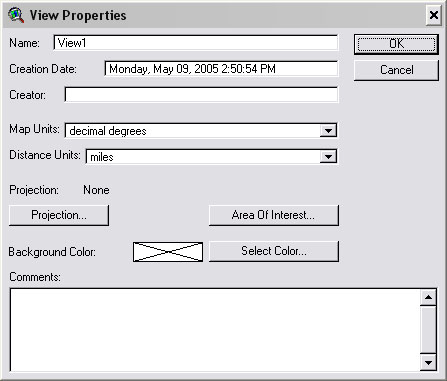 View Properties
Name: View1
OK
Creation Date: Monday, May 09, 2005 2:50:54 PM
Cancel
Creator:
Map Units: decimal degrees
Distance Units: miles
Projection: None
Projection... Area Of Interest...
Background Color: Select Color...
Comments: